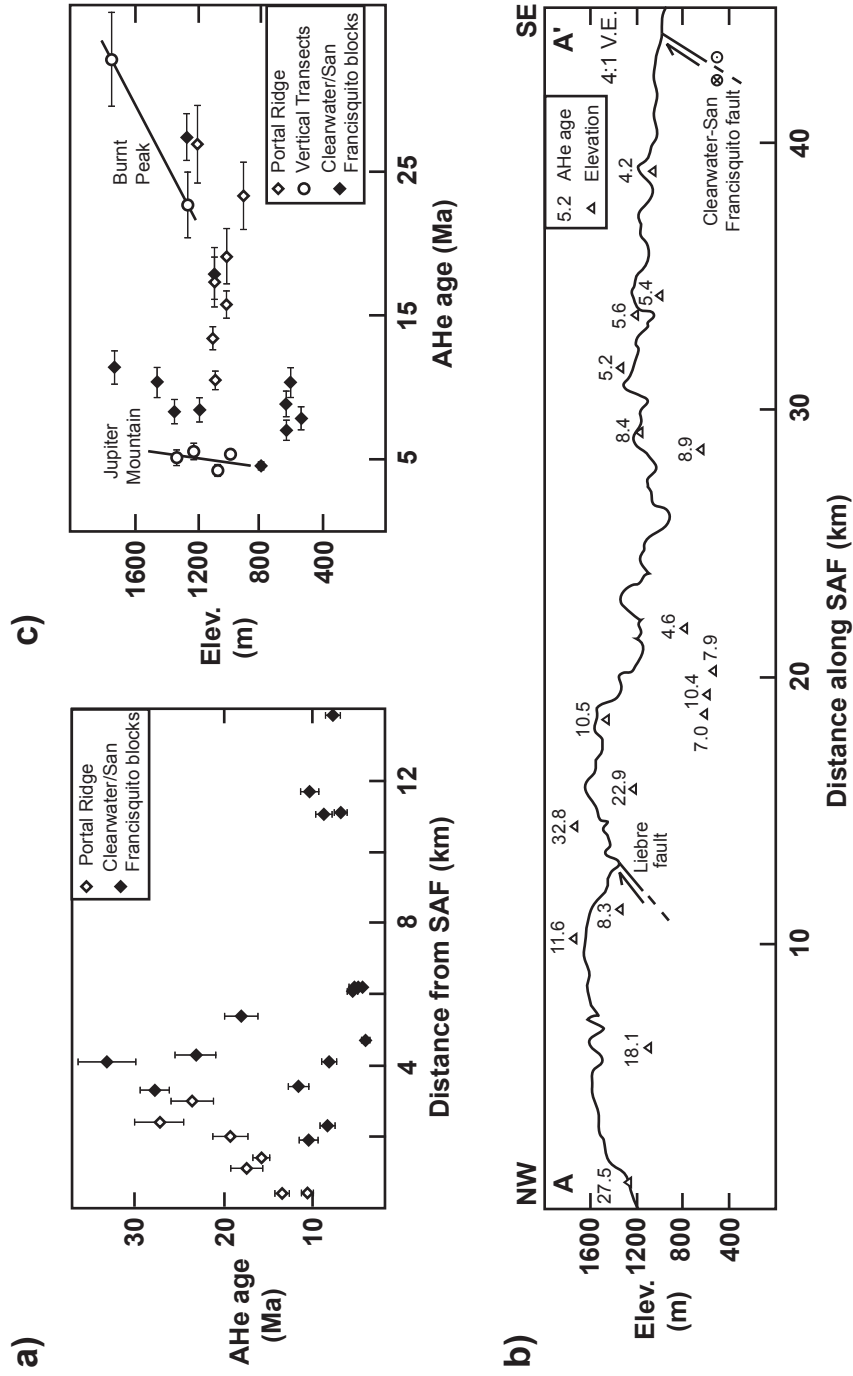 a)
AHe age
(Ma)
30
20
10
4
8
12
Distance from SAF (km)
Portal Ridge
Clearwater/San
Francisquito blocks
c)
Elev.
(m)
1600
1200
800
400
5
15
25
AHe age (Ma)
Jupiter
Mountain
Burnt
Peak
Portal Ridge
Vertical Transects
Clearwater/San
Francisquito blocks
b)
NW
SE
A
A'
4:1 V.E.
5.2 AHe age
Elevation
Elev.
(m)
1600
1200
800
400
27.5
18.1
11.6
8.3
Liebre
fault
32.8
22.9
10.5
7.0
10.4
7.9
4.6
8.9
8.4
5.2
5.6
5.4
4.2
Clearwater-San
Francisquito fault
10
20
30
40
Distance along SAF (km)